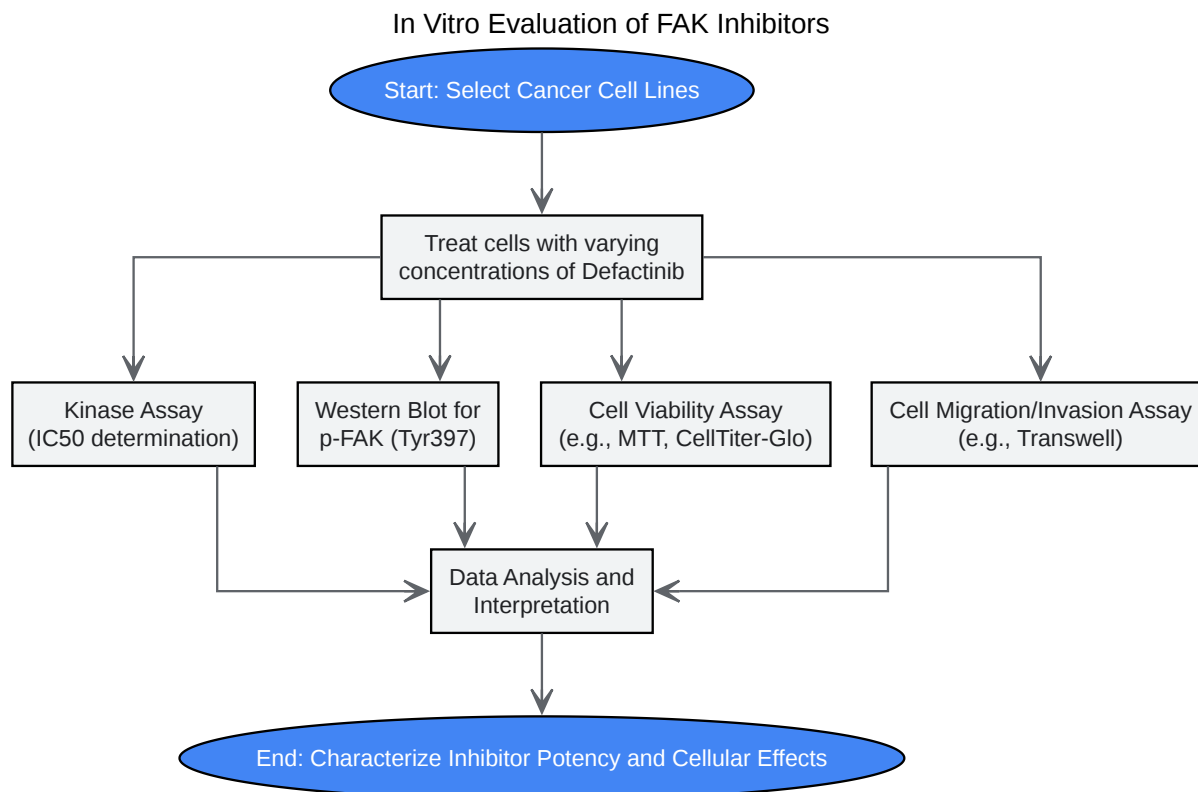 In Vitro Evaluation of FAK Inhibitors
Start: Select Cancer Cell Lines
Treat cells with varying
concentrations of Defactinib
Kinase Assay
(IC50 determination)
Western Blot for
p-FAK (Tyr397)
Cell Viability Assay
(e.g., MTT, CellTiter-Glo)
Cell Migration/Invasion Assay
(e.g., Transwell)
Data Analysis and
Interpretation
End: Characterize Inhibitor Potency and Cellular Effects